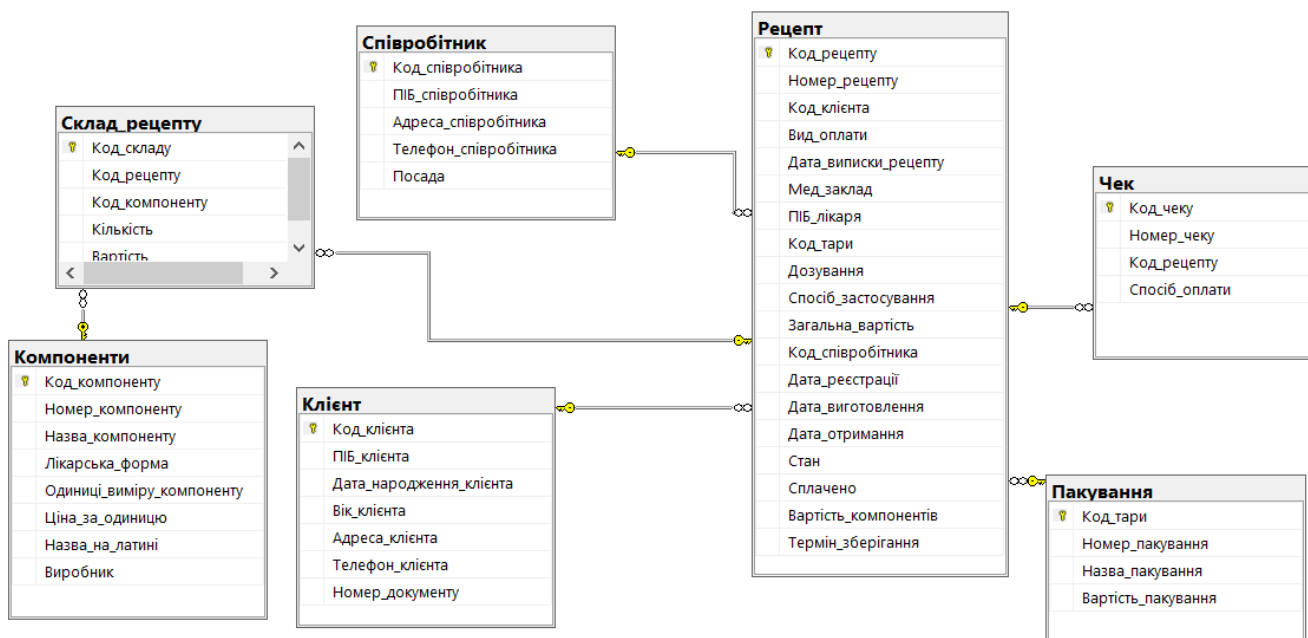 Співробітник
Код_співробітника
ПІБ_співробітника
Адреса_співробітника
Телефон_співробітника
Посада
Рецепт
Код_рецепту
Номер_рецепту
Код_клієнта
Вид_оплати
Дата_виписки_рецепту
Мед_заклад
ПІБ_лікаря
Код_тари
Дозування
Спосіб_застосування
Загальна_вартість
Код_співробітника
Дата_реєстрації
Дата_виготовлення
Дата_отримання
Стан
Сплачено
Вартість_компонентів
Термін_зберігання
Склад_рецепту
Код_складу
Код_рецепту
Код_компоненту
Кількість
Вартість
Чек
Код_чеку
Номер_чеку
Код_рецепту
Спосіб_оплати
Компоненти
Код_компоненту
Номер_компоненту
Назва_компоненту
Лікарська_форма
Одиниці_виміру_компоненту
Ціна_за_одиницю
Назва_на_латині
Виробник
Клієнт
Код_клієнта
ПІБ_клієнта
Дата_народження_клієнта
Вік_клієнта
Адреса_клієнта
Телефон_клієнта
Номер_документу
Пакування
Код_тари
Номер_пакування
Назва_пакування
Вартість_пакування